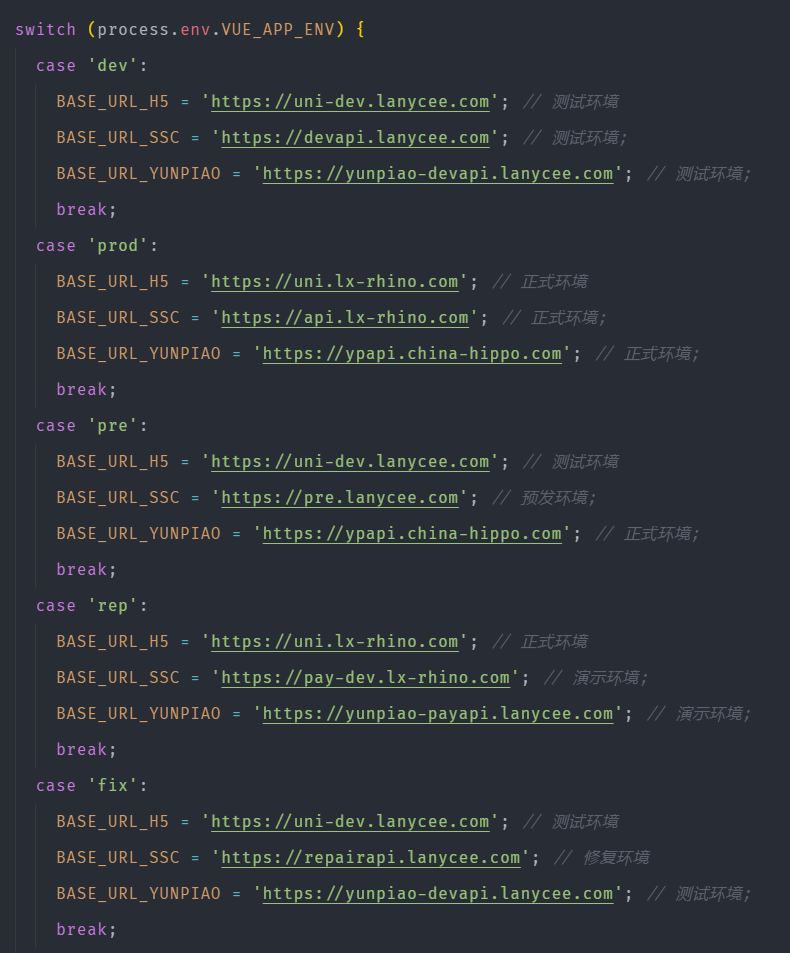 switch (process.env.VUE_APP_ENV) {
case 'dev':
BASE_URL_H5 = 'https://uni-dev.lanycee.com'; // 测试环境
BASE_URL_SSC = 'https://devapi.lanycee.com'; // 测试环境;
BASE_URL_YUNPIAO = 'https://yunpiao-devapi.lanycee.com'; // 测试环境;
break;
case 'prod':
BASE_URL_H5 = 'https://uni.lx-rhino.com'; // 正式环境
BASE_URL_SSC = 'https://api.lx-rhino.com'; // 正式环境;
BASE_URL_YUNPIAO = 'https://ypapi.china-hippo.com'; // 正式环境;
break;
case 'pre':
BASE_URL_H5 = 'https://uni-dev.lanycee.com'; // 测试环境
BASE_URL_SSC = 'https://pre.lanycee.com'; // 预发环境;
BASE_URL_YUNPIAO = 'https://ypapi.china-hippo.com'; // 正式环境;
break;
case 'rep':
BASE_URL_H5 = 'https://uni.lx-rhino.com'; // 正式环境
BASE_URL_SSC = 'https://pay-dev.lx-rhino.com'; // 演示环境;
BASE_URL_YUNPIAO = 'https://yunpiao-payapi.lanycee.com'; // 演示环境;
break;
case 'fix':
BASE_URL_H5 = 'https://uni-dev.lanycee.com'; // 测试环境
BASE_URL_SSC = 'https://repairapi.lanycee.com'; // 修复环境
BASE_URL_YUNPIAO = 'https://yunpiao-devapi.lanycee.com'; // 测试环境;
break;